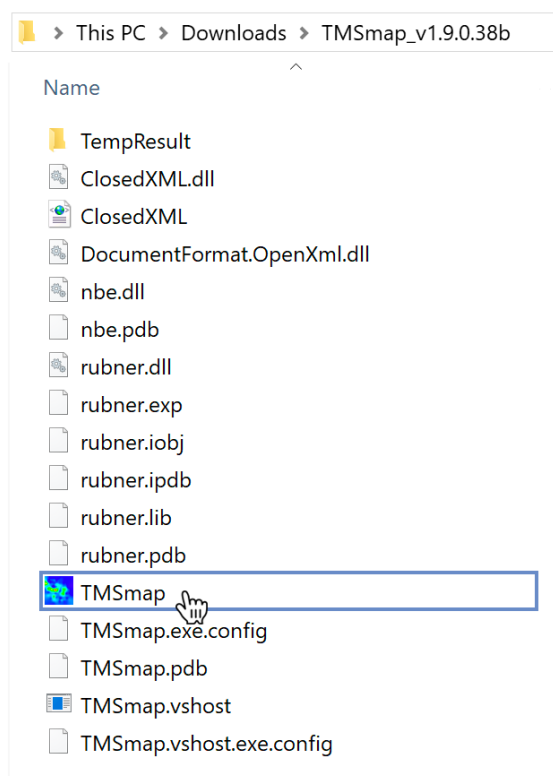 This PC > Downloads > TMSmap_v1.9.0.38b
Name
TempResult
ClosedXML.dll
ClosedXML
DocumentFormat.OpenXml.dll
nbe.dll
nbe.pdb
rubner.dll
rubner.exp
rubner.iobj
rubner.ipdb
rubner.lib
rubner.pdb
TMSmap
TMSmap.exe.config
TMSmap.pdb
TMSmap.vshost
TMSmap.vshost.exe.config